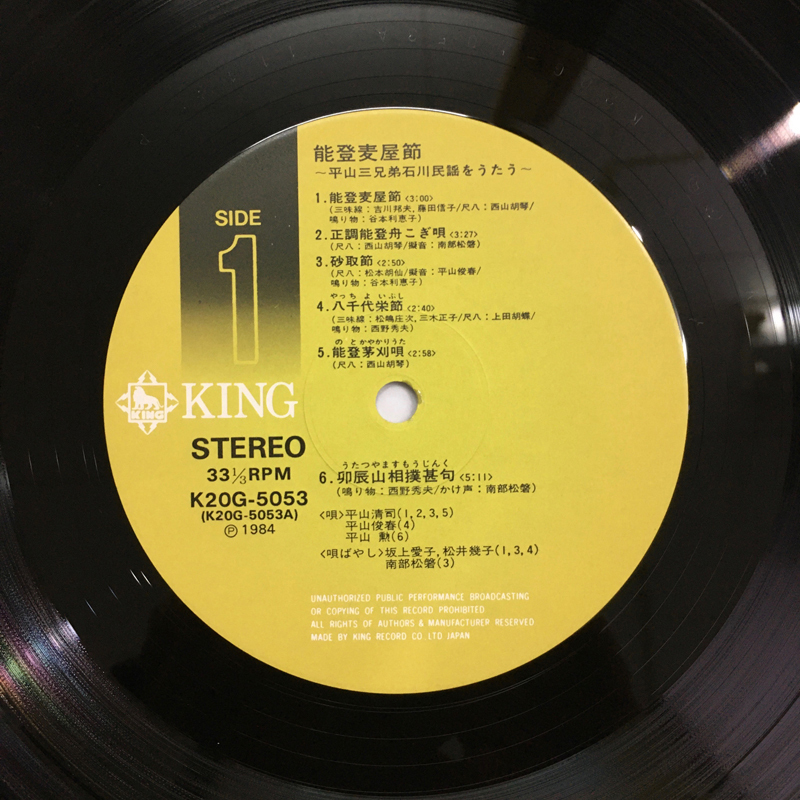 能登麦屋節
~平山三兄弟石川民謡をうたう~
SIDE
1
1.能登麦屋節<3:00>
(三味線:吉川邦夫,藤田信子/尺八:西山胡琴/
鳴り物:谷本利恵子)
2.正調能登舟こぎ唄<3:27>
(尺八:西山胡琴/擬音:南部松磐)
3.砂取節<2:50>
(尺八:松本胡仙/擬音:平山俊春/
鳴り物:谷本利恵子)
やっちよいぶし
4.八千代栄節<2:40>
(三味線:松嶋庄次,三木正子/尺八:上田胡蝶/
鳴り物:西野秀夫)
のとかやかりうた
5.能登茅刈唄<2:58>
(尺八:西山胡琴)
KING
KING
STEREO
33⅓RPM
K20G-5053
(K20G-5053A)
Ⓟ1984
うたつやますもうじんく
6.卯辰山相撲甚句<5:11>
(鳴り物:西野秀夫/かけ声:南部松磐)
<唄>平山清司(1,2,3,5)
平山俊春(4)
平山 勲(6)
<唄ばやし>坂上愛子,松井幾子(1,3,4)
南部松磐(3)
UNAUTHORIZED PUBLIC PERFORMANCE BROADCASTING
OR COPYING OF THIS RECORD PROHIBITED
ALL RIGHTS OF AUTHORS & MANUFACTURER RESERVED
MADE BY KING RECORD CO. LTD JAPAN